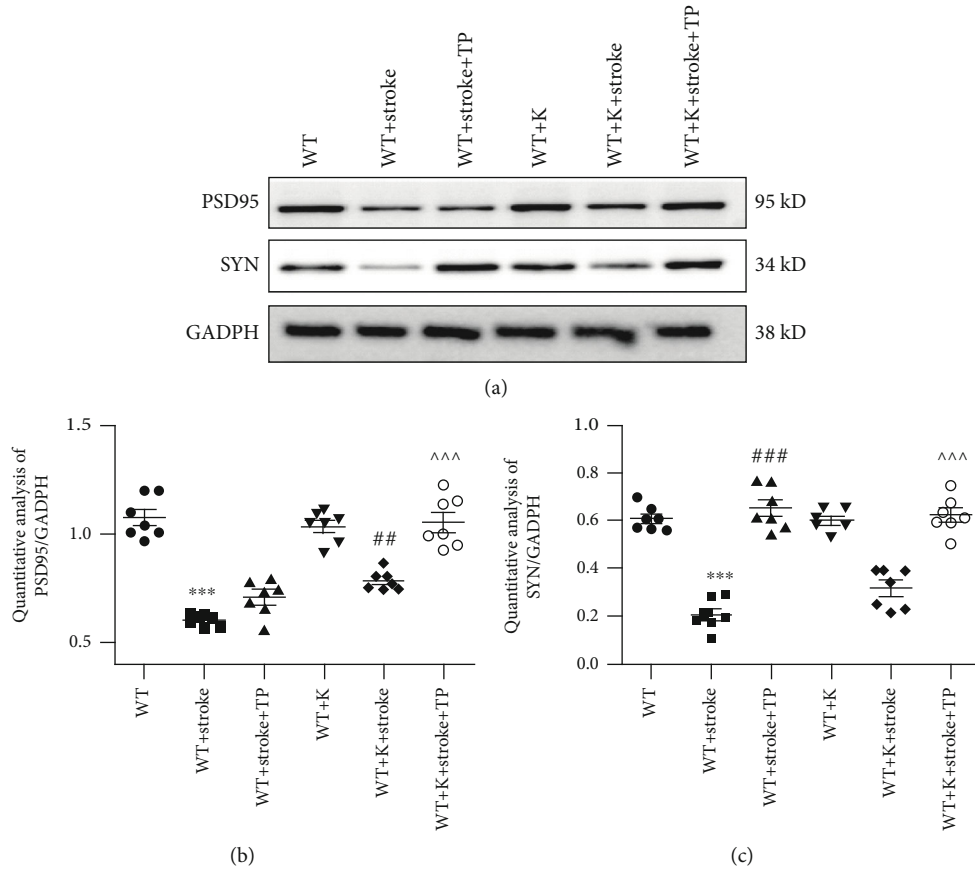 (a)
WT
WT+stroke
WT+stroke+TP
WT+K
WT+K+stroke
WT+K+stroke+TP
PSD95
95 kD
SYN
34 kD
GADPH
38 kD
(b)
Quantitative analysis of
PSD95/GADPH
1.5
1.0
0.5
***
##
^^^
WT
WT+stroke
WT+stroke+TP
WT+K
WT+K+stroke
WT+K+stroke+TP
(c)
Quantitative analysis of
SYN/GADPH
1.0
0.8
0.6
0.4
0.2
0.0
***
###
^^^
WT
WT+stroke
WT+stroke+TP
WT+K
WT+K+stroke
WT+K+stroke+TP